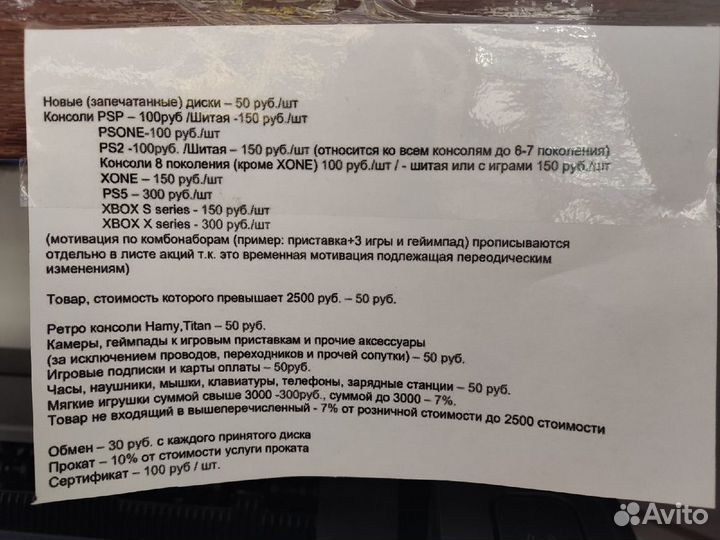 Новые (запечатанные) диски – 50 руб./шт
Консоли PSP – 100руб /Шитая -150 руб./шт
PSONE-100 руб./шт
PS2 -100руб. /Шитая – 150 руб./шт (относится ко всем консолям до 6-7 поколения)
Консоли 8 поколения (кроме XONE) 100 руб./шт / - шитая или с играми 150 руб./шт
XONE – 150 руб./шт
PS5 – 300 руб./шт
XBOX S series - 150 руб./шт
XBOX X series - 300 руб./шт
(мотивация по комбонаборам (пример: приставка+3 игры и геймпад) прописываются
отдельно в листе акций т.к. это временная мотивация подлежащая переодическим
изменениям)
Товар, стоимость которого превышает 2500 руб. – 50 руб.
Ретро консоли Hamy,Titan – 50 руб.
Камеры, геймпады к игровым приставкам и прочие аксессуары
(за исключением проводов, переходников и прочей сопутки) – 50 руб.
Игровые подписки и карты оплаты – 50руб.
Часы, наушники, мышки, клавиатуры, телефоны, зарядные станции – 50 руб.
Мягкие игрушки суммой свыше 3000 -300руб., суммой до 3000 – 7%.
Товар не входящий в вышеперечисленный - 7% от розничной стоимости до 2500 стоимости
Обмен – 30 руб. с каждого принятого диска
Прокат – 10% от стоимости услуги проката
Сертификат – 100 руб / шт.
Avito